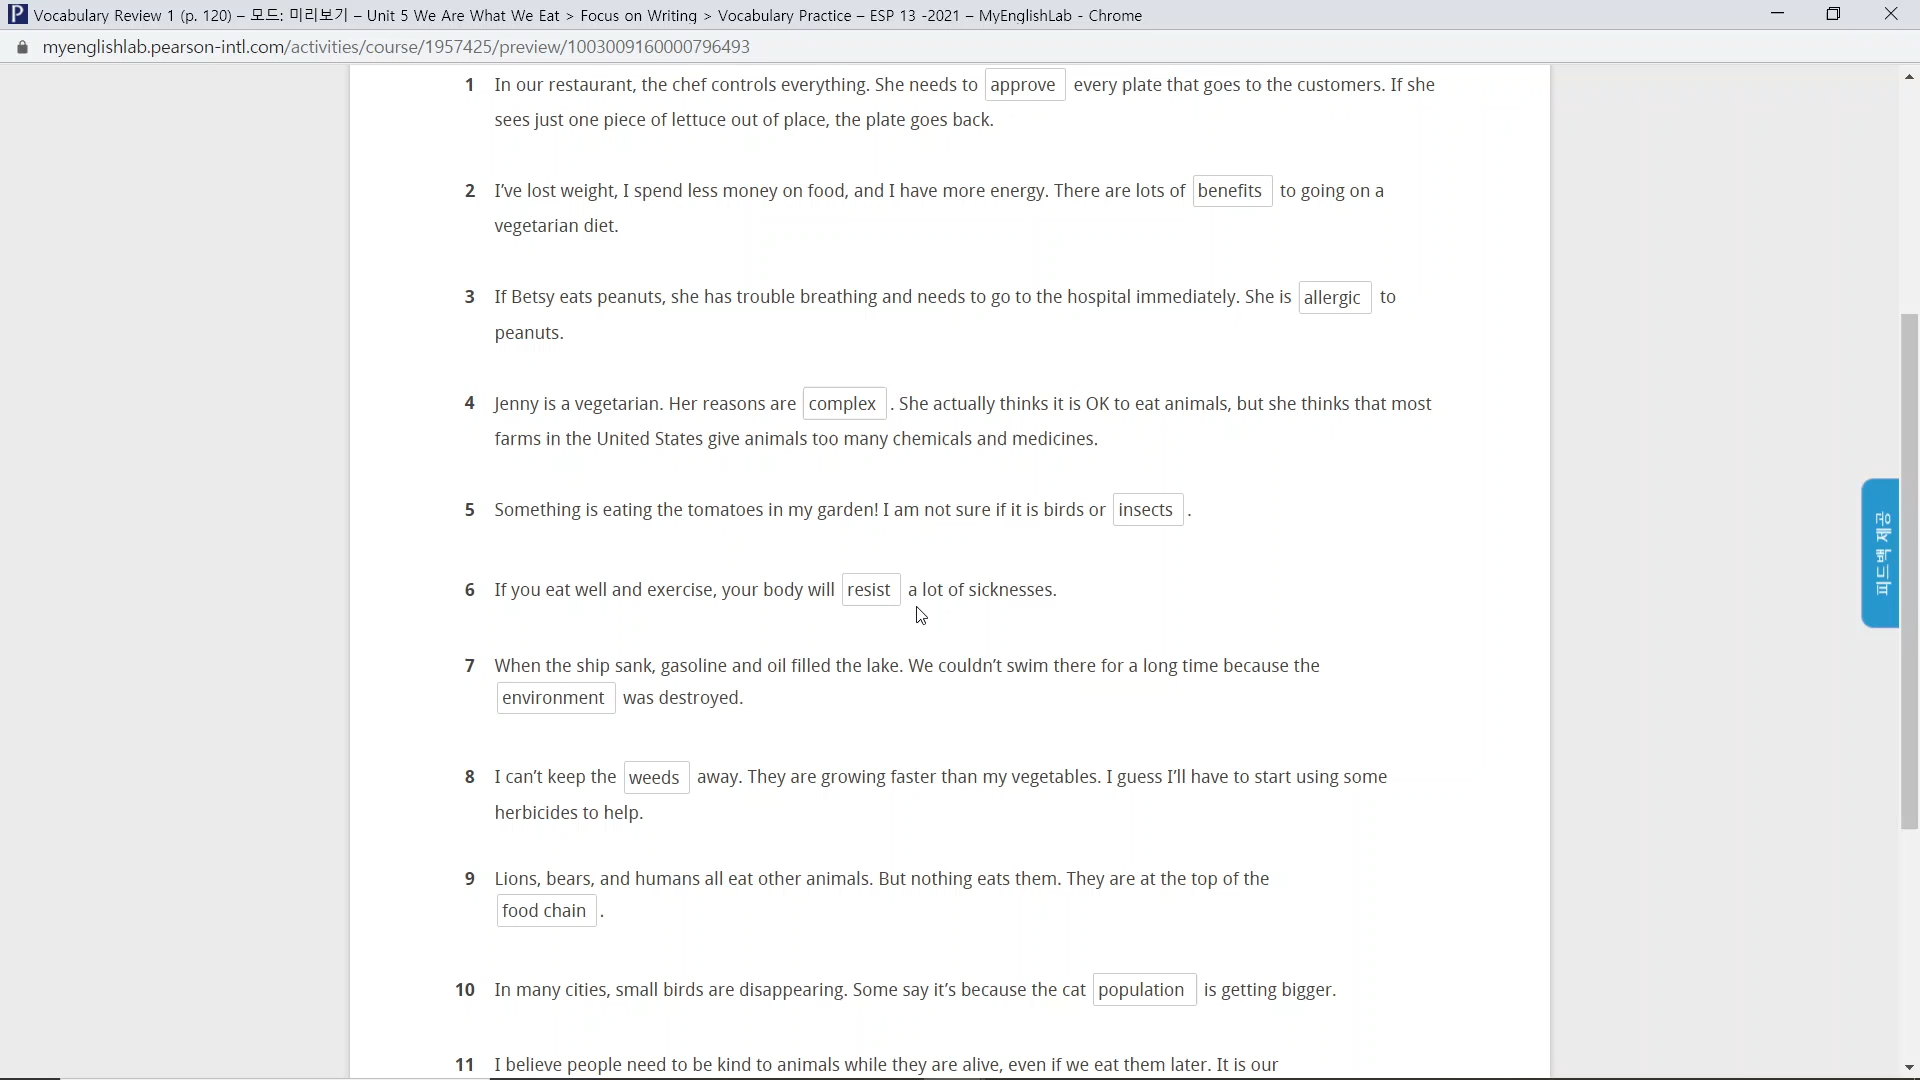 Vocabulary Review 1 (p. 120) – 모드: 미리보기 – Unit 5 We Are What We Eat > Focus on Writing > Vocabulary Practice – ESP 13 -2021 – MyEnglishLab - Chrome
myenglishlab.pearson-intl.com/activities/course/1957425/preview/1003009160000796493
1 In our restaurant, the chef controls everything. She needs to approve every plate that goes to the customers. If she
sees just one piece of lettuce out of place, the plate goes back.
2 I've lost weight, I spend less money on food, and I have more energy. There are lots of benefits to going on a
vegetarian diet.
3 If Betsy eats peanuts, she has trouble breathing and needs to go to the hospital immediately. She is allergic to
peanuts.
4 Jenny is a vegetarian. Her reasons are complex . She actually thinks it is OK to eat animals, but she thinks that most
farms in the United States give animals too many chemicals and medicines.
5 Something is eating the tomatoes in my garden! I am not sure if it is birds or insects .
6 If you eat well and exercise, your body will resist a lot of sicknesses.
피드백 제공
7 When the ship sank, gasoline and oil filled the lake. We couldn't swim there for a long time because the
environment was destroyed.
8 I can't keep the weeds away. They are growing faster than my vegetables. I guess I'll have to start using some
herbicides to help.
9 Lions, bears, and humans all eat other animals. But nothing eats them. They are at the top of the
food chain .
10 In many cities, small birds are disappearing. Some say it's because the cat population is getting bigger.
11 I believe people need to be kind to animals while they are alive, even if we eat them later. It is our